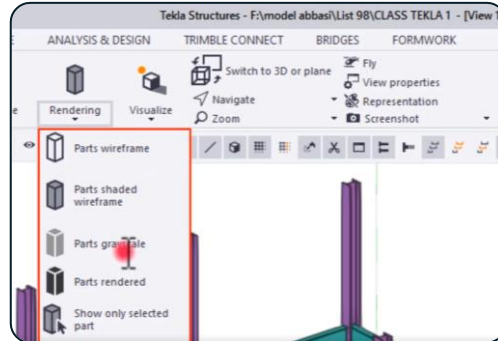 Tekla Structures - F:\model abbasi\List 98\CLASS TEKLA 1 - [View
ANALYSIS & DESIGN TRIMBLE CONNECT BRIDGES FORMWORK
Switch to 3D or plane
Fly
View properties
Rendering
Visualize
Navigate
Representation
Zoom
Screenshot
Parts wireframe
Parts shaded
wireframe
Parts grayscale
Parts rendered
Show only selected
part